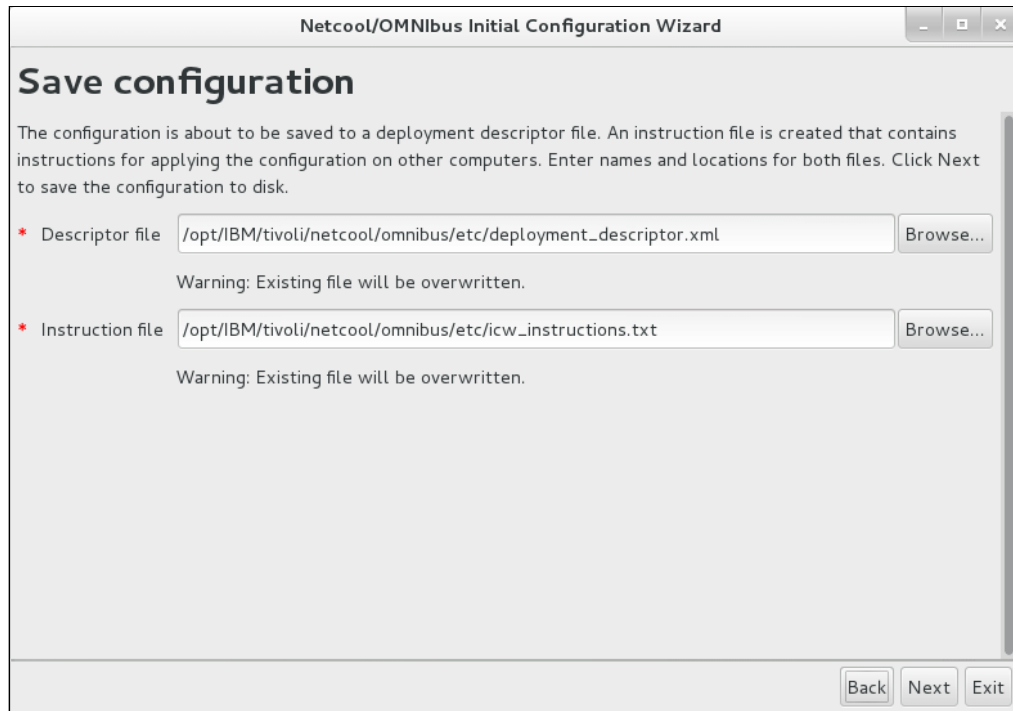 Netcool/OMNIbus Initial Configuration Wizard
Save configuration
The configuration is about to be saved to a deployment descriptor file. An instruction file is created that contains
instructions for applying the configuration on other computers. Enter names and locations for both files. Click Next
to save the configuration to disk.
* Descriptor file /opt/IBM/tivoli/netcool/omnibus/etc/deployment_descriptor.xml Browse...
Warning: Existing file will be overwritten.
* Instruction file /opt/IBM/tivoli/netcool/omnibus/etc/icw_instructions.txt Browse...
Warning: Existing file will be overwritten.
Back Next Exit